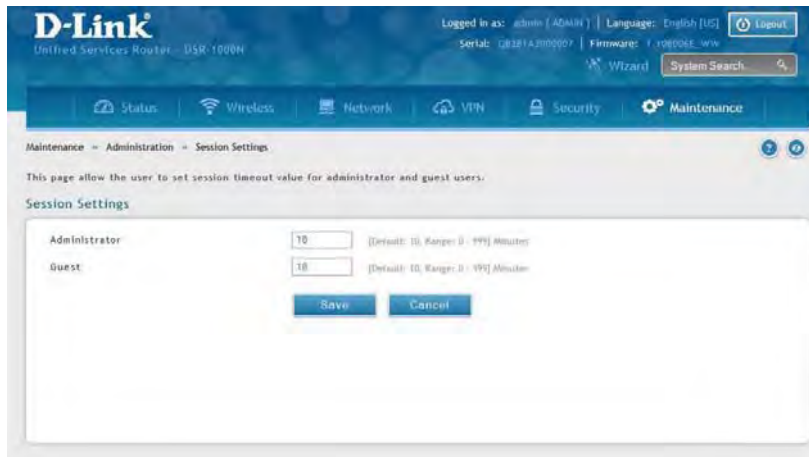 D-Link
Unified Services Router - DSR-1000N
Logged in as: admin [ ADMIN ] | Language: English [US]
Logout
Serial: | Firmware:
Wizard
System Search
Status
Wireless
Network
VPN
Security
Maintenance
Maintenance » Administration » Session Settings
This page allow the user to set session timeout value for administrator and guest users.
Session Settings
Administrator 10 [Default: 10, Range: 0 - 999] Minutes
Guest 10 [Default: 10, Range: 0 - 999] Minutes
Save
Cancel